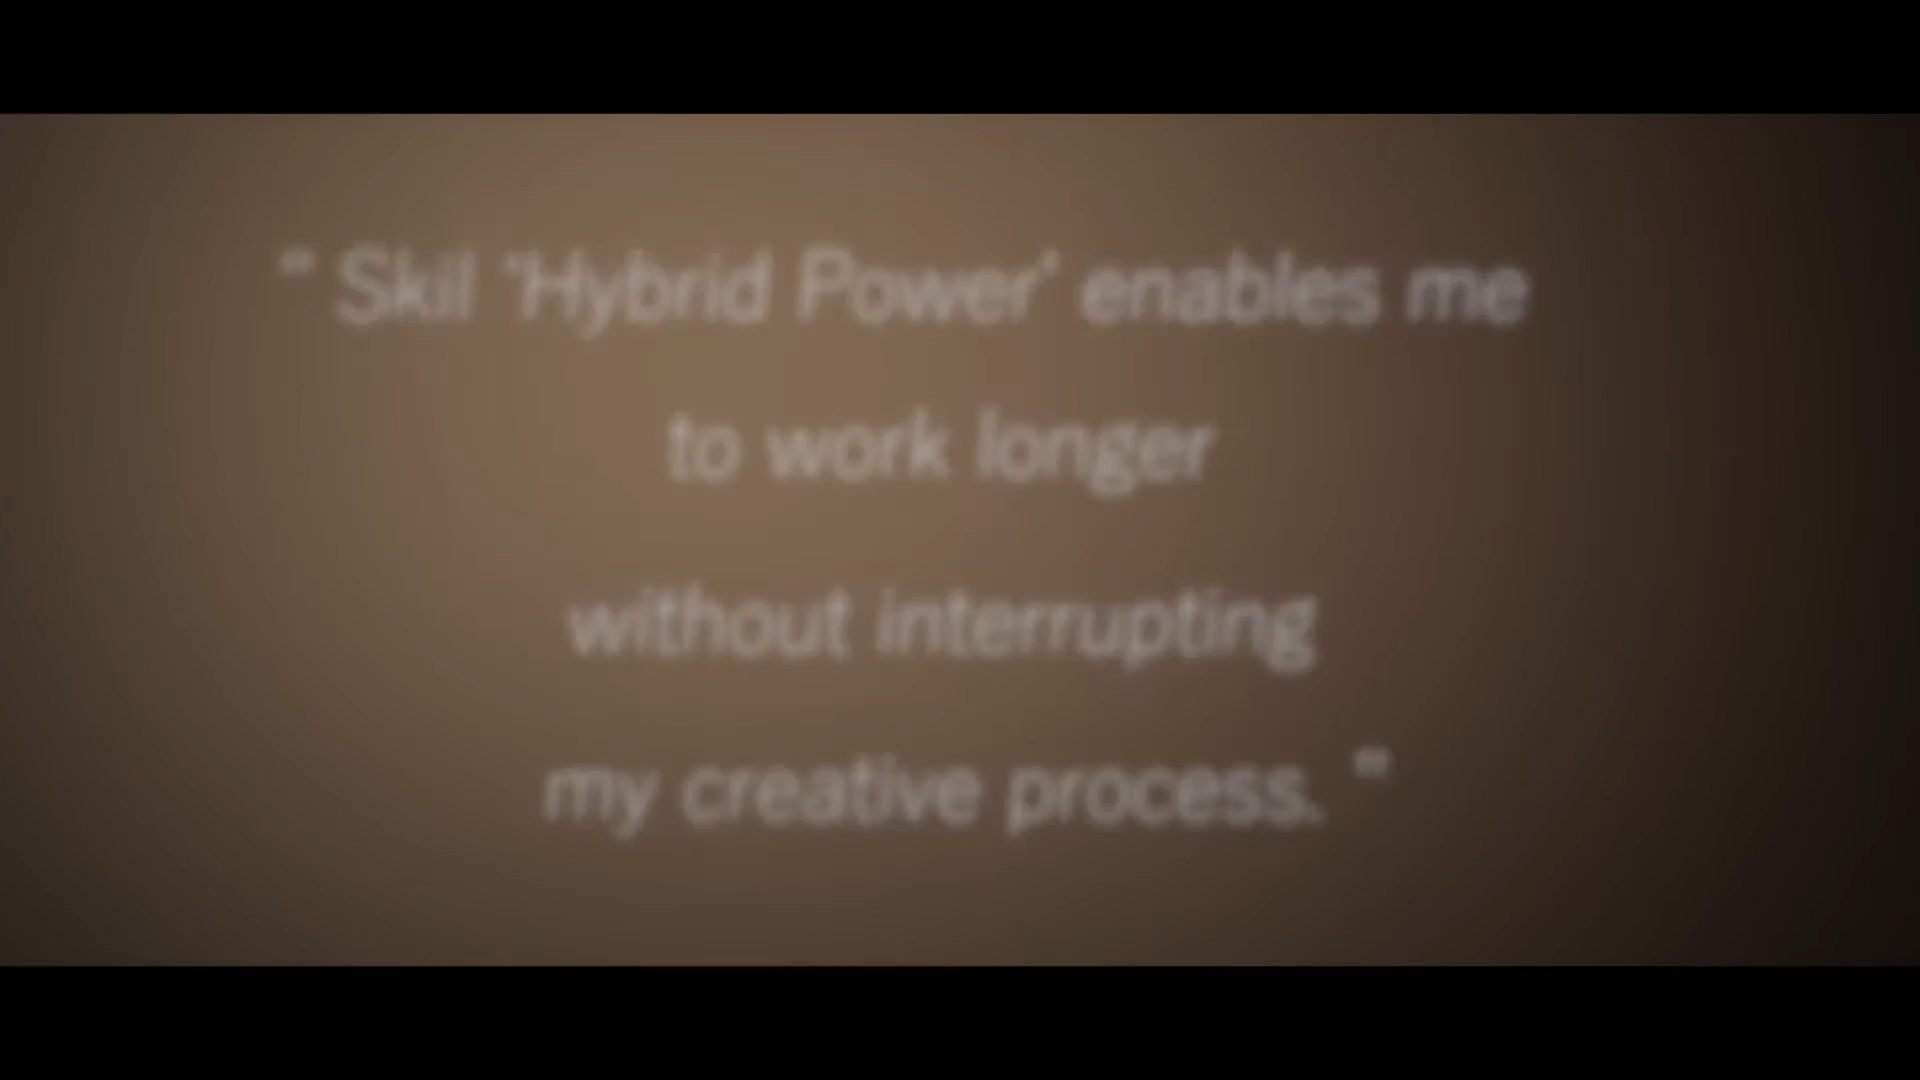 " Skil 'Hybrid Power' enables me
to work longer
without interrupting
my creative process. "